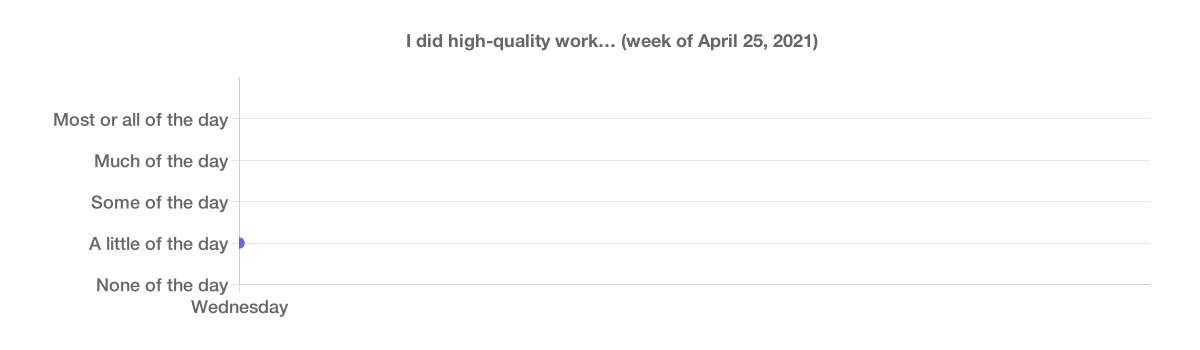 I did high-quality work… (week of April 25, 2021)
Most or all of the day
Much of the day
Some of the day
A little of the day
None of the day
Wednesday